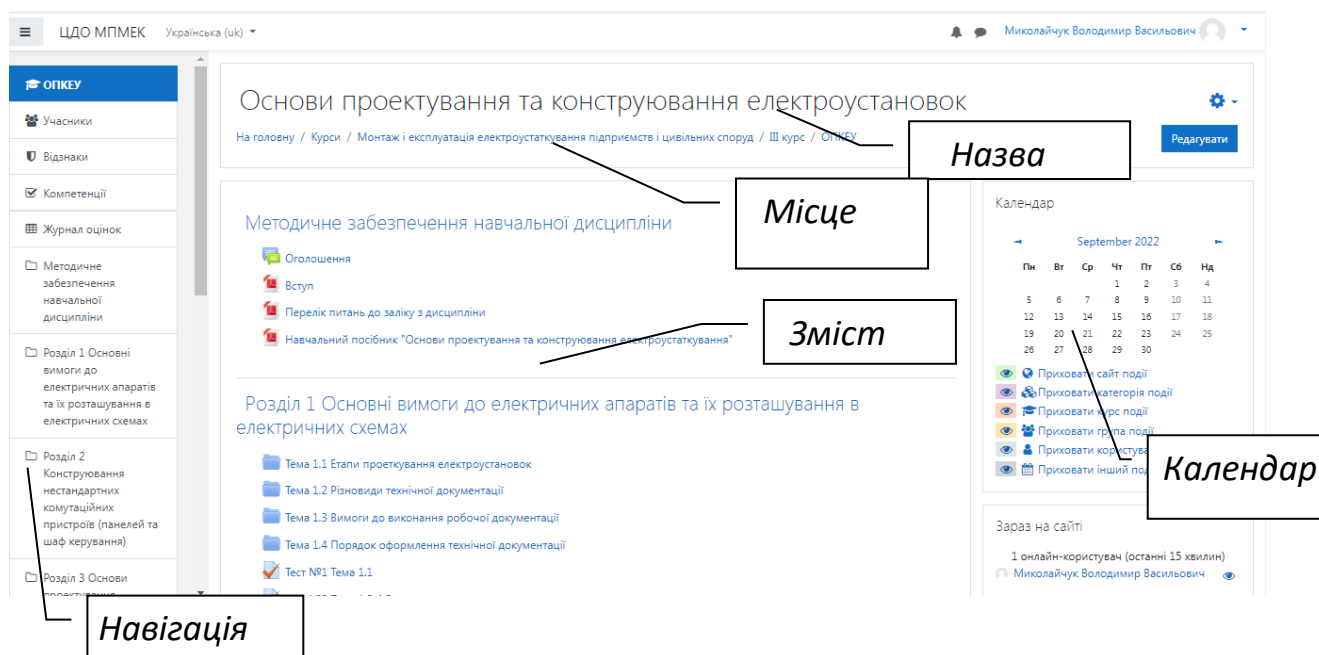 ЦДО МПМЕК Українська (uk)
Миколайчук Володимир Васильович
ОПКЕУ
Учасники
Відзнаки
Компетенції
Журнал оцінок
Методичне
забезпечення
навчальної
дисципліни
Розділ 1 Основні
вимоги до
електричних апаратів
та їх розташування в
електричних схемах
Розділ 2
Конструювання
нестандартних
комутаційних
пристроїв (панелей та
шаф керування)
Розділ 3 Основи
проектування
Навігація
Основи проектування та конструювання електроустановок
На головну / Курси / Монтаж і експлуатація електроустаткування підприємств і цивільних споруд / III курс / ОПКЕУ
Редагувати
Назва
Місце
Методичне забезпечення навчальної дисципліни
Оголошення
Вступ
Перелік питань до заліку з дисципліни
Навчальний посібник "Основи проектування та конструювання електроустаткування"
Зміст
Розділ 1 Основні вимоги до електричних апаратів та їх розташування в
електричних схемах
Тема 1.1 Етапи проеткування електроустановок
Тема 1.2 Різновиди технічної документації
Тема 1.3 Вимоги до виконання робочої документації
Тема 1.4 Порядок оформлення технічної документації
Тест №1 Тема 1.1
Календар
September 2022
Пн Вт Ср Чт Пт Сб Нд
1 2 3 4
5 6 7 8 9 10 11
12 13 14 15 16 17 18
19 20 21 22 23 24 25
26 27 28 29 30
Приховати сайт події
Приховати категорія події
Приховати курс події
Приховати група події
Приховати користува
Приховати інший под
Календар
Зараз на сайті
1 онлайн-користувач (останні 15 хвилин)
Миколайчук Володимир Васильович